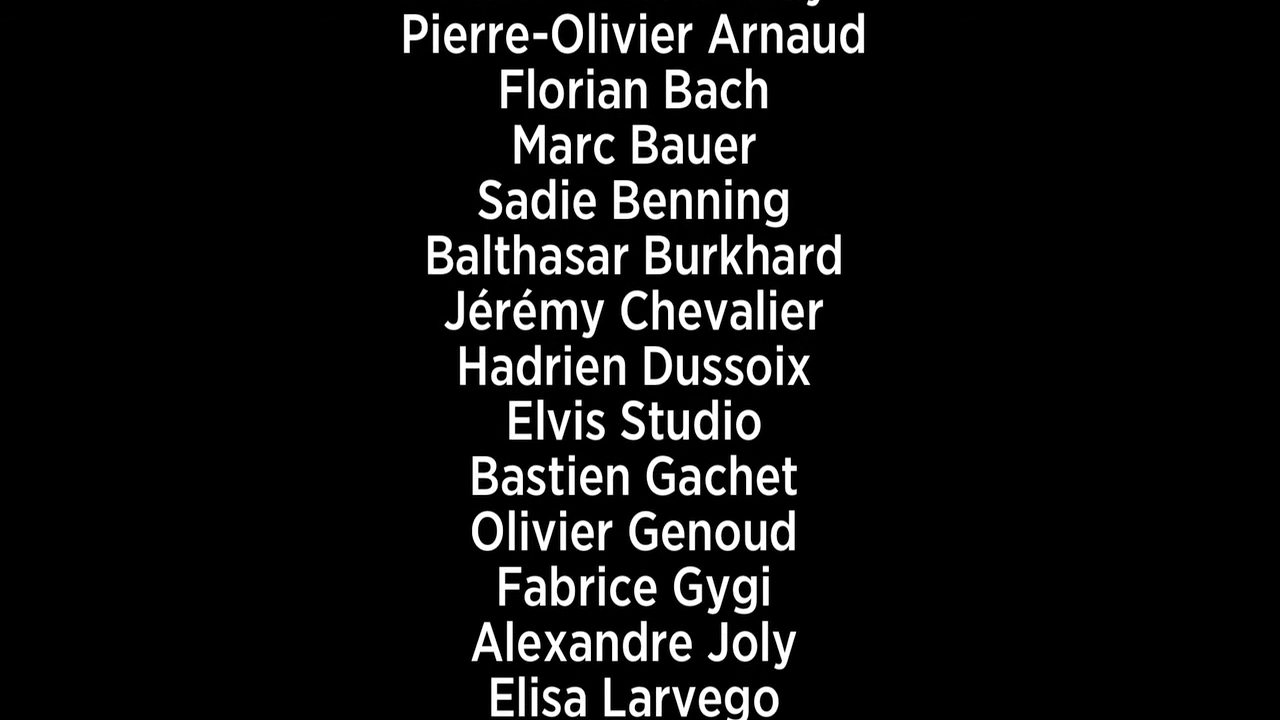 Pierre-Olivier Arnaud
Florian Bach
Marc Bauer
Sadie Benning
Balthasar Burkhard
Jérémy Chevalier
Hadrien Dussoix
Elvis Studio
Bastien Gachet
Olivier Genoud
Fabrice Gygi
Alexandre Joly
Elisa Larvego